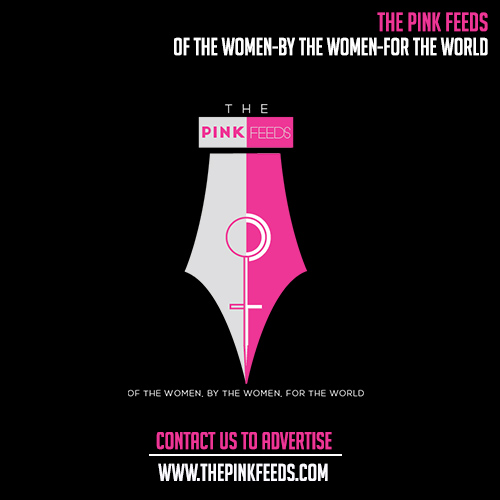 THE PINK FEEDS
OF THE WOMEN-BY THE WOMEN-FOR THE WORLD
THE
PINK FEEDS
OF THE WOMEN, BY THE WOMEN, FOR THE WORLD
CONTACT US TO ADVERTISE
WWW.THEPINKFEEDS.COM